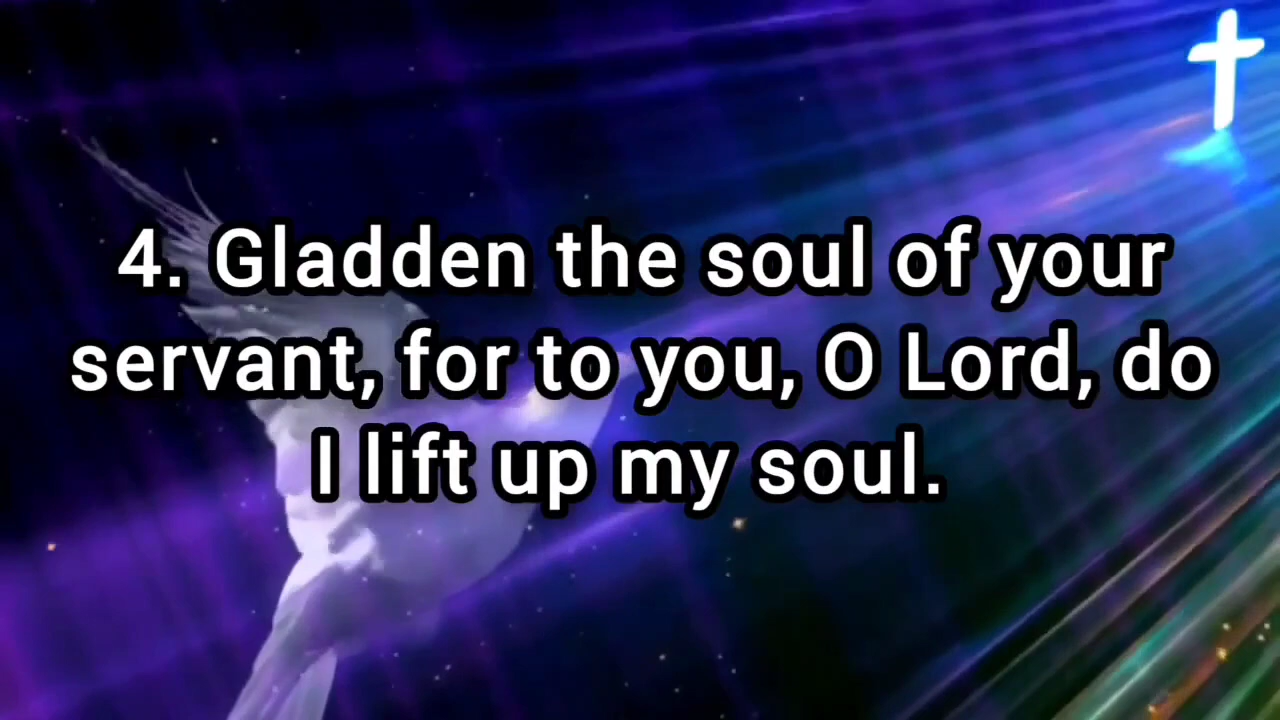 4. Gladden the soul of your
servant, for to you, O Lord, do
I lift up my soul.